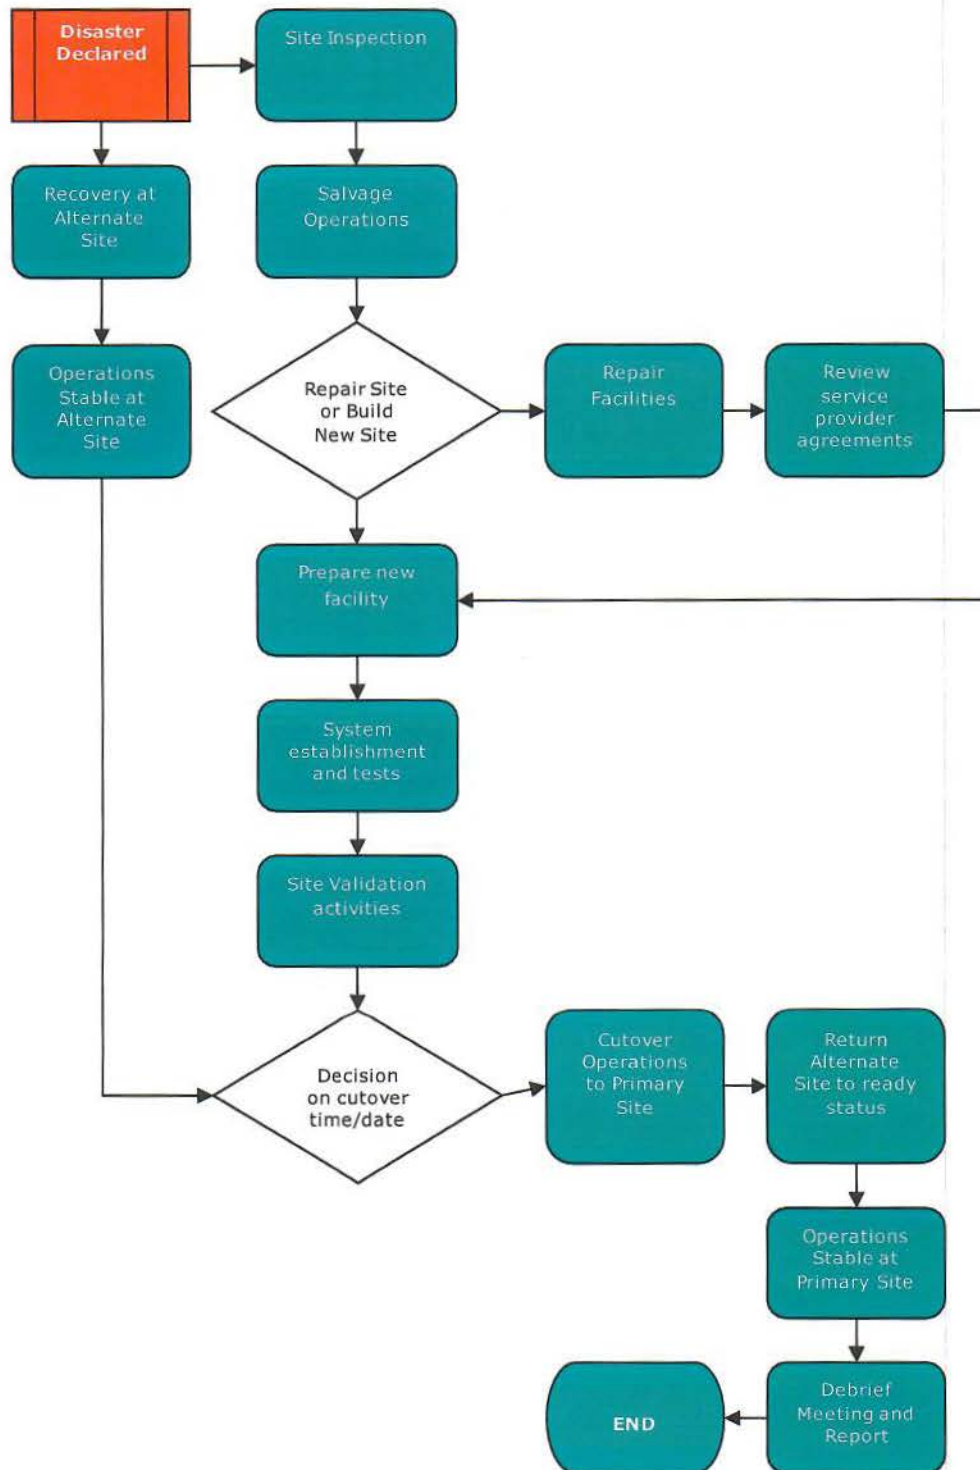 Disaster
Declared
Site Inspection
Recovery at
Alternate
Site
Salvage
Operations
Operations
Stable at
Alternate
Site
Repair Site
or Build
New Site
Repair
Facilities
Review
service
provider
agreements
Prepare new
facility
System
establishment
and tests
Site Validation
activities
Decision
on cutover
time/date
Cutover
Operations
to Primary
Site
Return
Alternate
Site to ready
status
Operations
Stable at
Primary Site
Debrief
Meeting and
Report
END